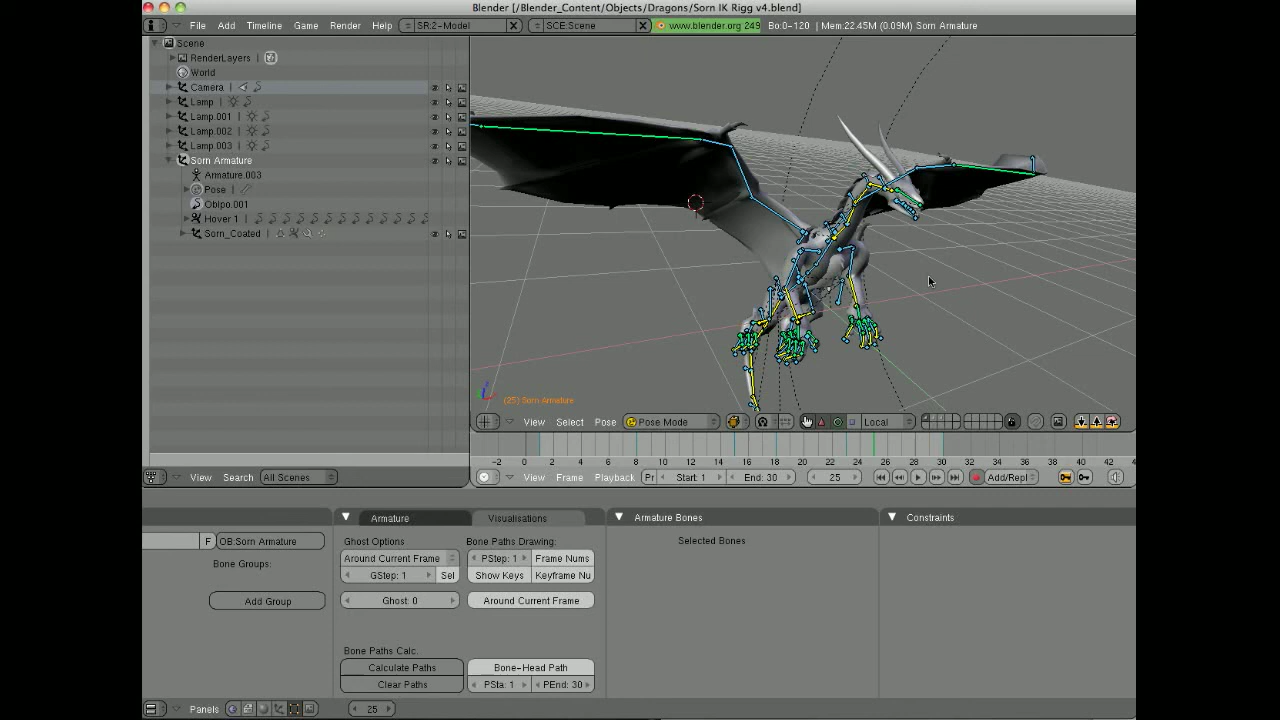 Blender [/Blender_Content/Objects/Dragons/Sorn IK Rigg v4.blend]
File Add Timeline Game Render Help SR:2-Model SCE:Scene www.blender.org 249 Bo:0-120 | Mem:22.45M (0.09M) Sorn Armature
Scene
RenderLayers
World
Camera
Lamp
Lamp.001
Lamp.002
Lamp.003
Sorn Armature
Armature.003
Pose
ObIpo.001
Hover 1
Sorn_Coated
(25) Sorn Armature
View Select Pose Pose Mode Local
-2 0 2 4 6 8 10 12 14 16 18 20 22 24 26 28 30 32 34 36 38 40 42 44
View Search All Scenes
View Frame Playback Pr Start: 1 End: 30 25 Add/Repl
Armature Visualisations Armature Bones Constraints
F OB:Sorn Armature Ghost Options Bone Paths Drawing: Selected Bones
Around Current Frame PStep: 1 Frame Nums
Bone Groups:
GStep: 1 Sel Show Keys Keyframe Nu
Add Group Ghost: 0 Around Current Frame
Bone Paths Calc.
Calculate Paths Bone-Head Path
Clear Paths PSta: 1 PEnd: 30
Panels 25